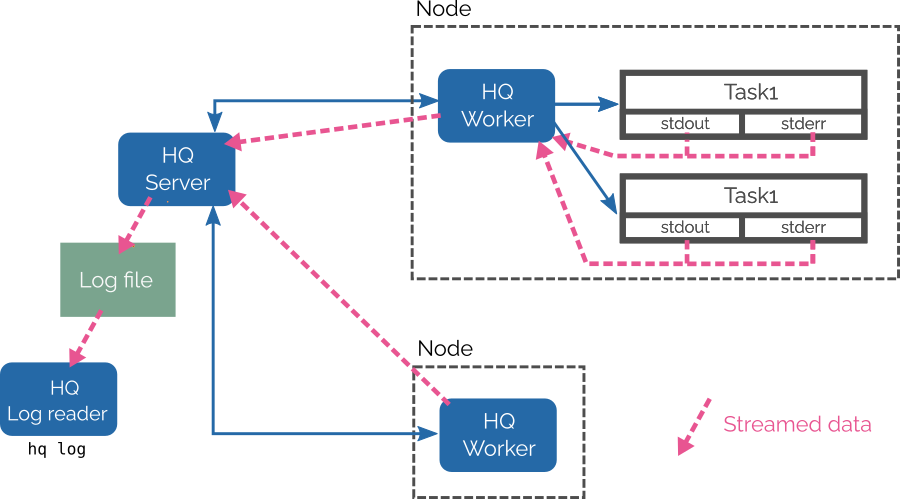 Node
HQ
Worker
Task1
stdout
stderr
HQ
Server
Task1
stdout
stderr
Log file
Node
HQ
Log reader
hq log
HQ
Worker
Streamed data